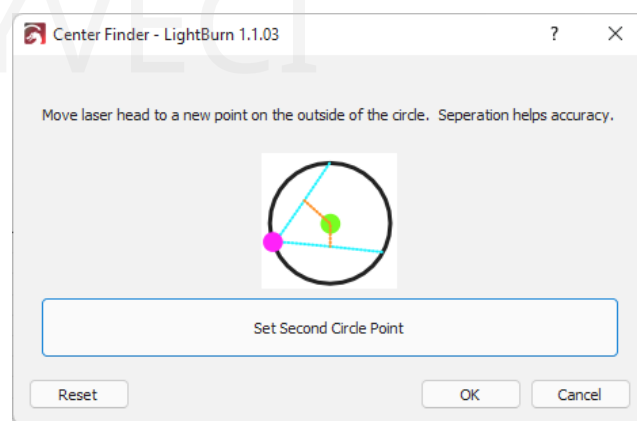 Center Finder - LightBurn 1.1.03
Move laser head to a new point on the outside of the circle. Seperation helps accuracy.
Set Second Circle Point
Reset
OK
Cancel